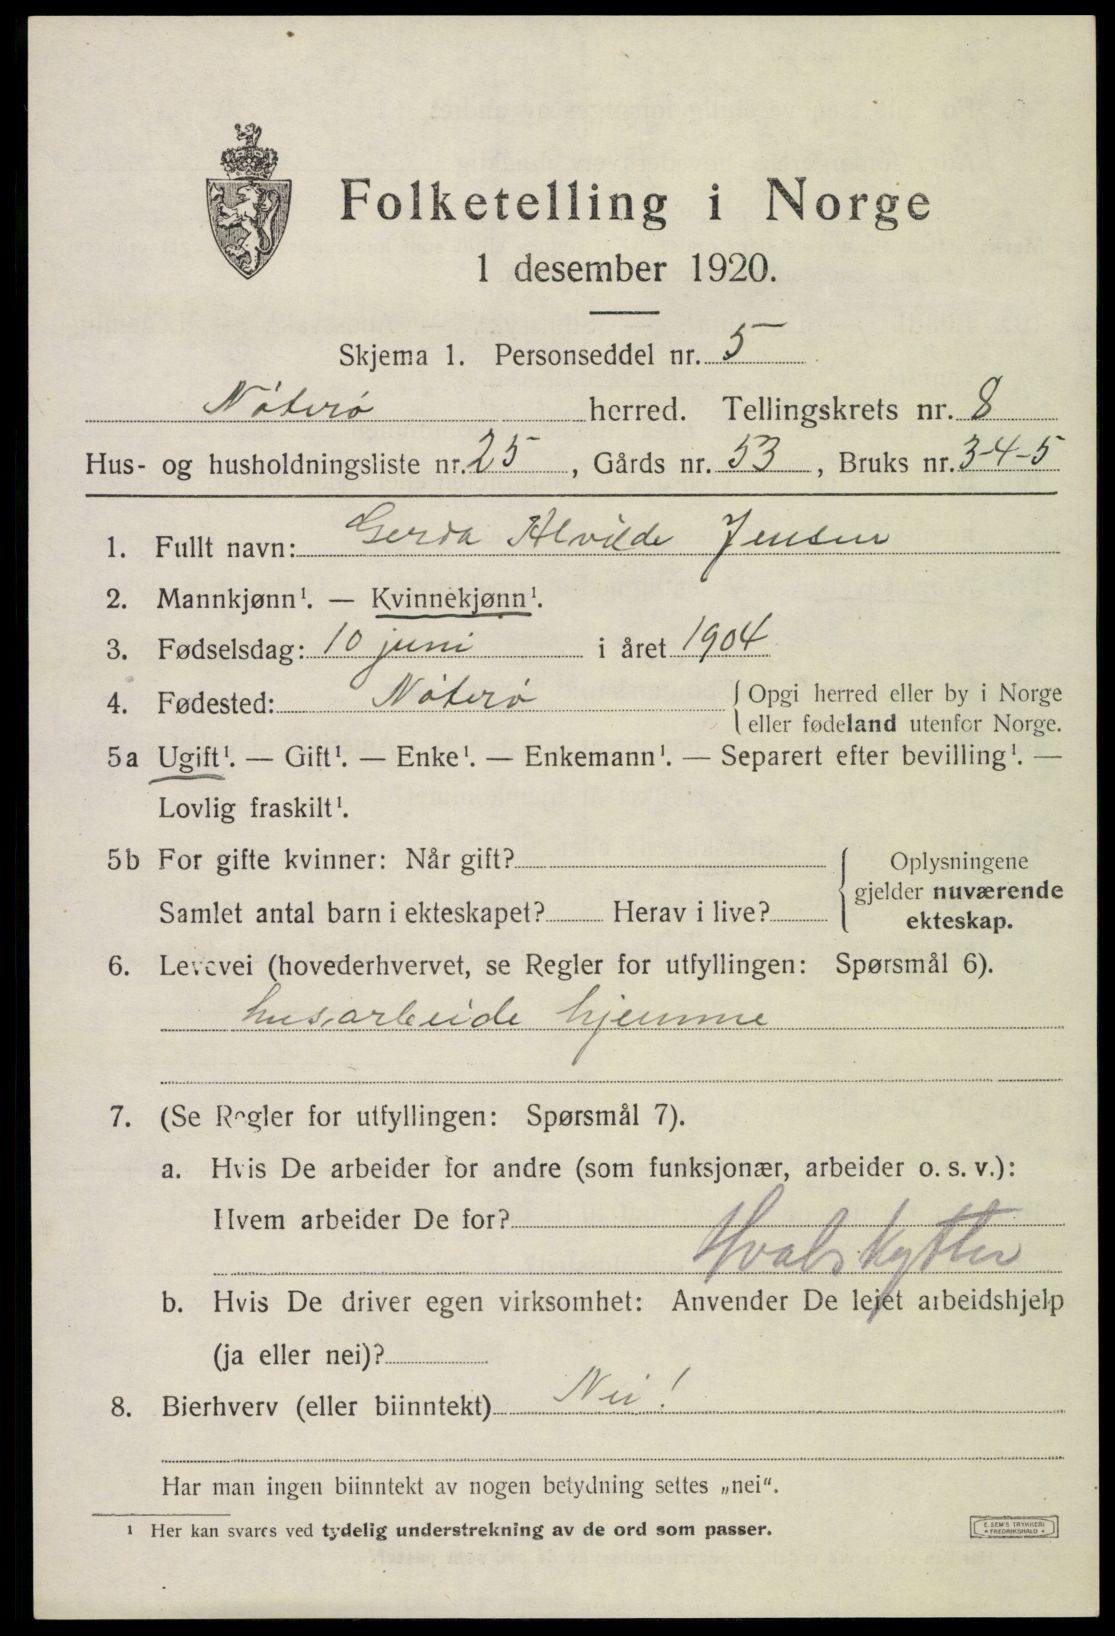 Folketelling i Norge
1 desember 1920.
Skjema 1. Personseddel nr. 5
Nøterø herred. Tellingskrets nr. 8
Hus- og husholdningsliste nr. 25, Gårds nr. 53, Bruks nr. 3-4-5
1. Fullt navn: Gerda Alvilde Jensen
2. Mannkjønn¹. — Kvinnekjønn¹.
3. Fødselsdag: 10 juni i året 1904
4. Fødested: Nøterø { Opgi herred eller by i Norge
eller fødeland utenfor Norge.
5a Ugift¹. — Gift¹. — Enke¹. — Enkemann¹. — Separert efter bevilling¹. —
Lovlig fraskilt¹.
5b For gifte kvinner: Når gift?
Samlet antal barn i ekteskapet? Herav i live?
{ Oplysningene
gjelder nuværende
ekteskap.
6. Levevei (hovederhvervet, se Regler for utfyllingen: Spørsmål 6).
husarbeide hjemme
7. (Se Regler for utfyllingen: Spørsmål 7).
a. Hvis De arbeider for andre (som funksjonær, arbeider o. s. v.):
Hvem arbeider De for?
Hvalskytter
b. Hvis De driver egen virksomhet: Anvender De leiet arbeidshjelp
(ja eller nei)?
8. Bierhverv (eller biinntekt) Nei!
Har man ingen biinntekt av nogen betydning settes „nei“.
¹ Her kan svares ved tydelig understrekning av de ord som passer.
E. SEM'S TRYKKERI
• FREDRIKSHALD •